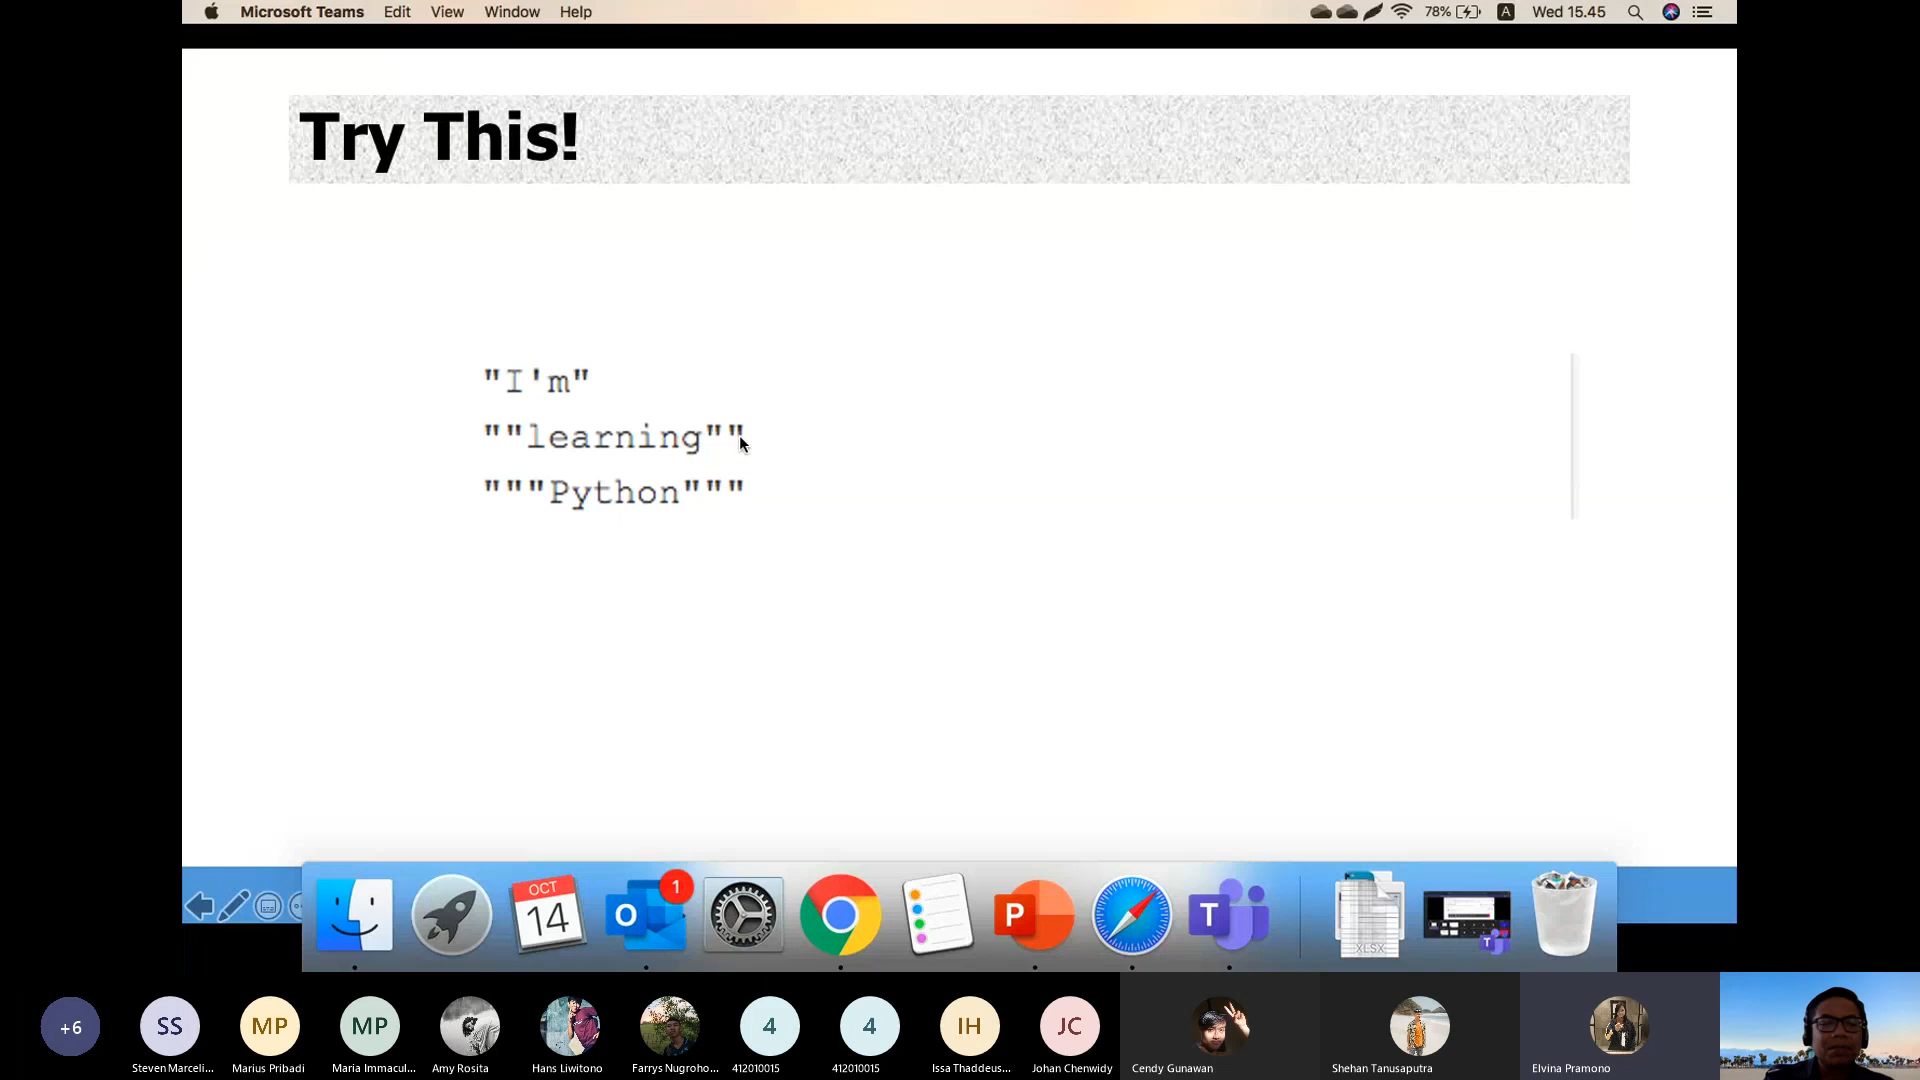 Microsoft Teams Edit View Window Help 78% A Wed 15.45
Try This!
"I'm"
""learning""
"""Python"""
OCT
14
1
O
P
T
XLSX
T
+6
SS
MP
MP
4
4
IH
JC
Steven Marceli...
Marius Pribadi
Maria Immacul...
Amy Rosita
Hans Liwitono
Farrys Nugroho...
412010015
412010015
Issa Thaddeus...
Johan Chenwidy
Cendy Gunawan
Shehan Tanusaputra
Elvina Pramono